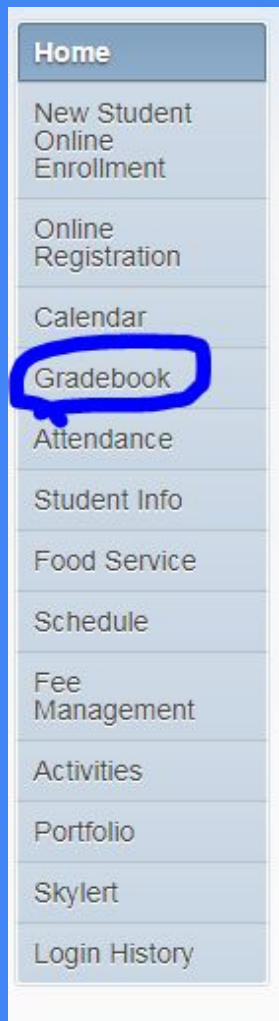 Home
New Student
Online
Enrollment
Online
Registration
Calendar
Gradebook
Attendance
Student Info
Food Service
Schedule
Fee
Management
Activities
Portfolio
Skylert
Login History